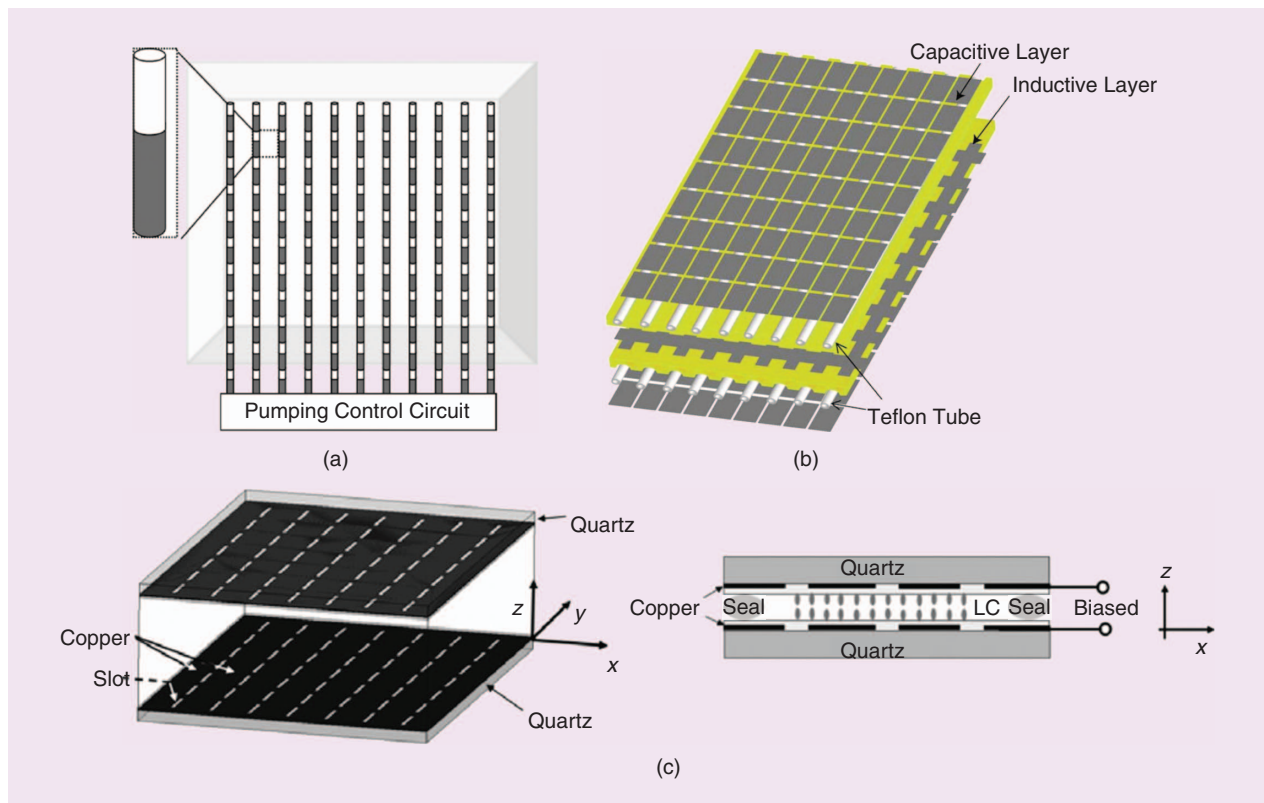 Pumping Control Circuit
(a)
Capacitive Layer
Inductive Layer
Teflon Tube
(b)
Quartz
Copper
Slot
Quartz
z
y
x
Quartz
Copper
Seal
LC
Seal
Biased
Quartz
z
x
(c)